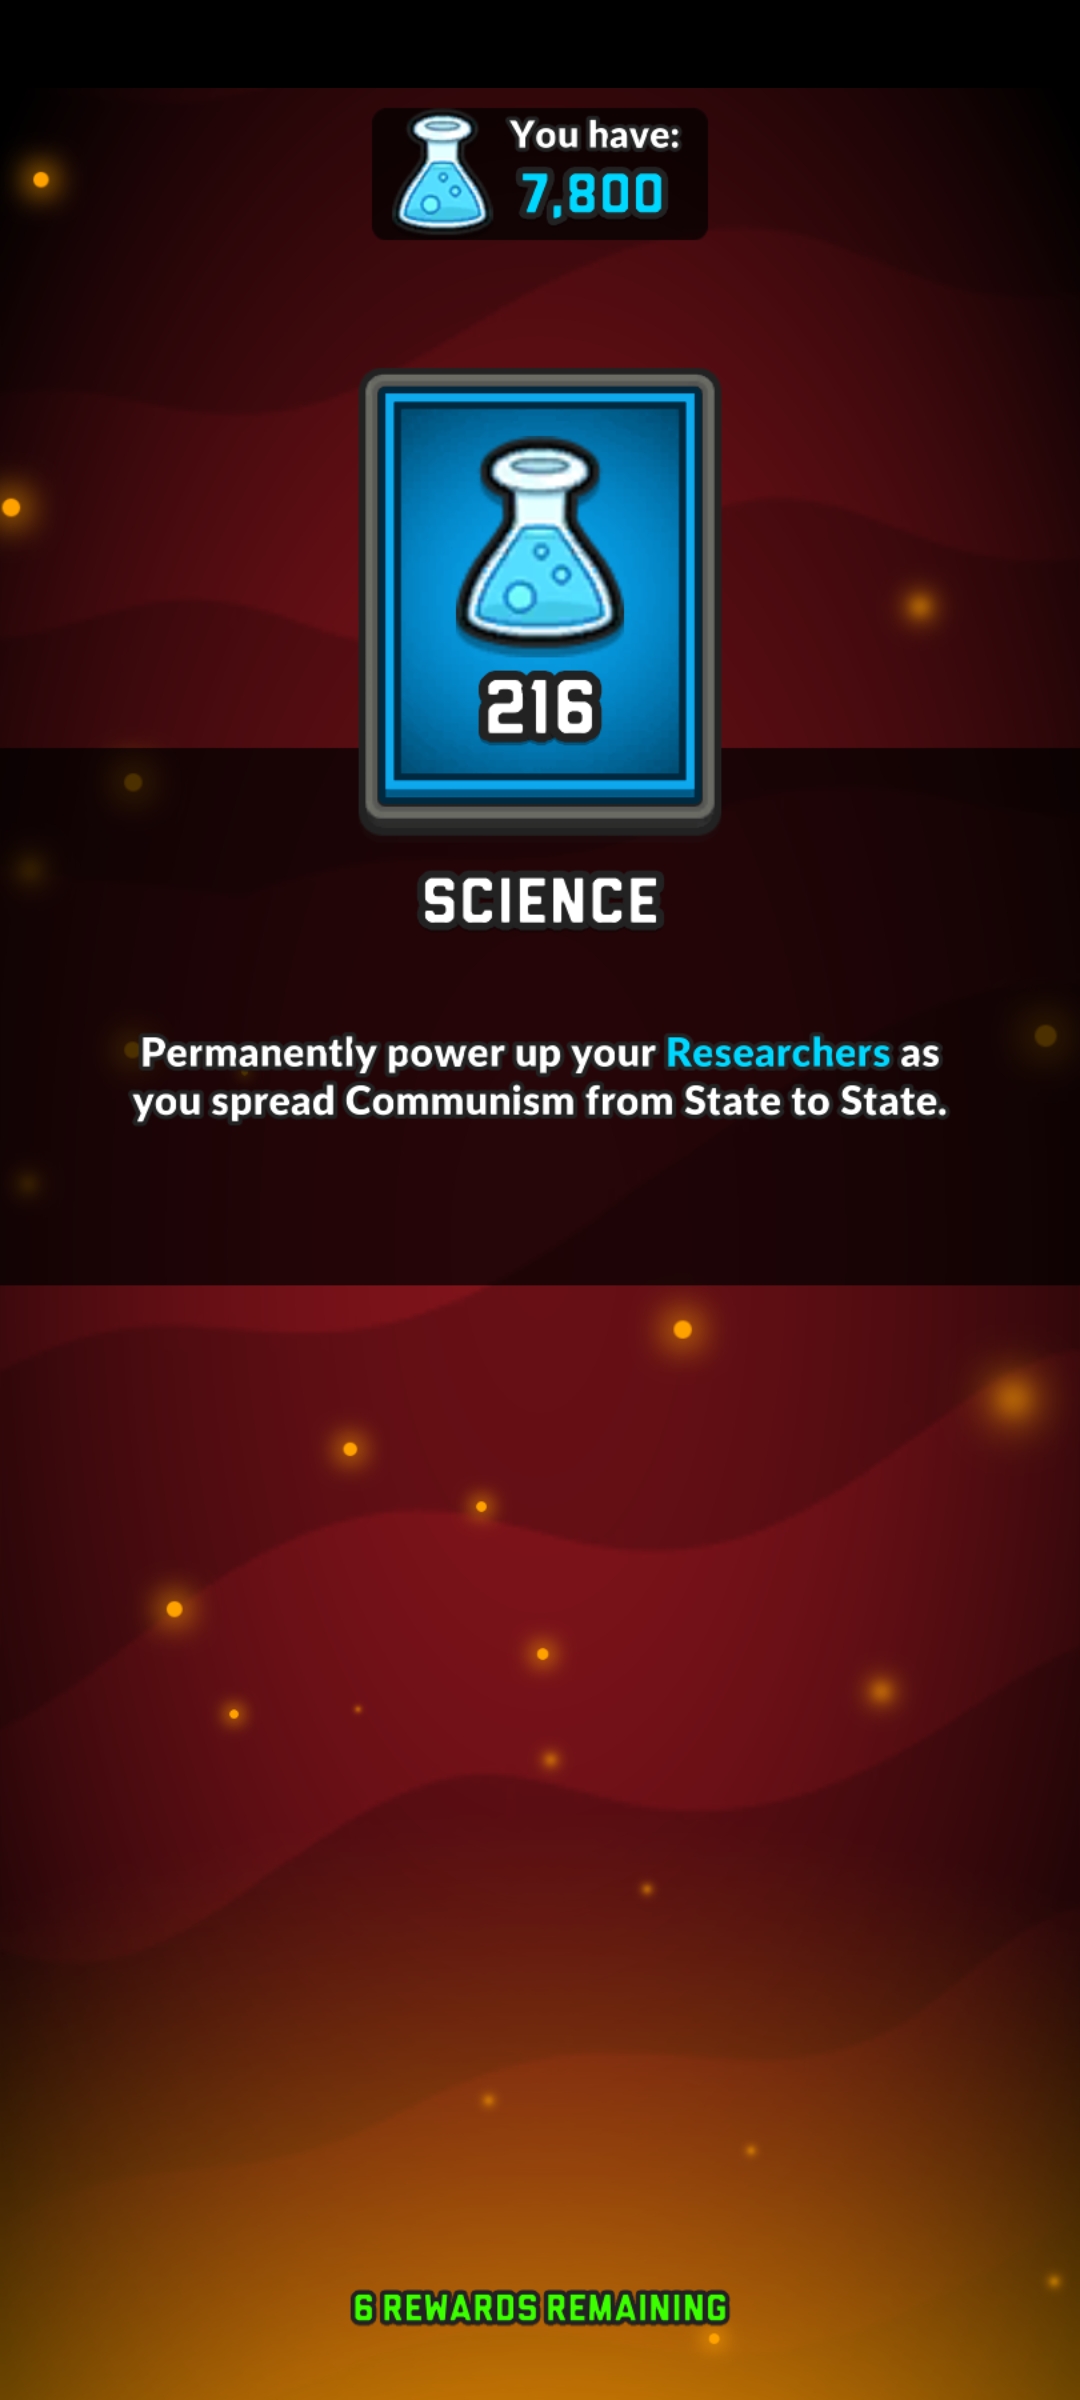 You have:
7,800
216
SCIENCE
Permanently power up your Researchers as
you spread Communism from State to State.
6 REWARDS REMAINING